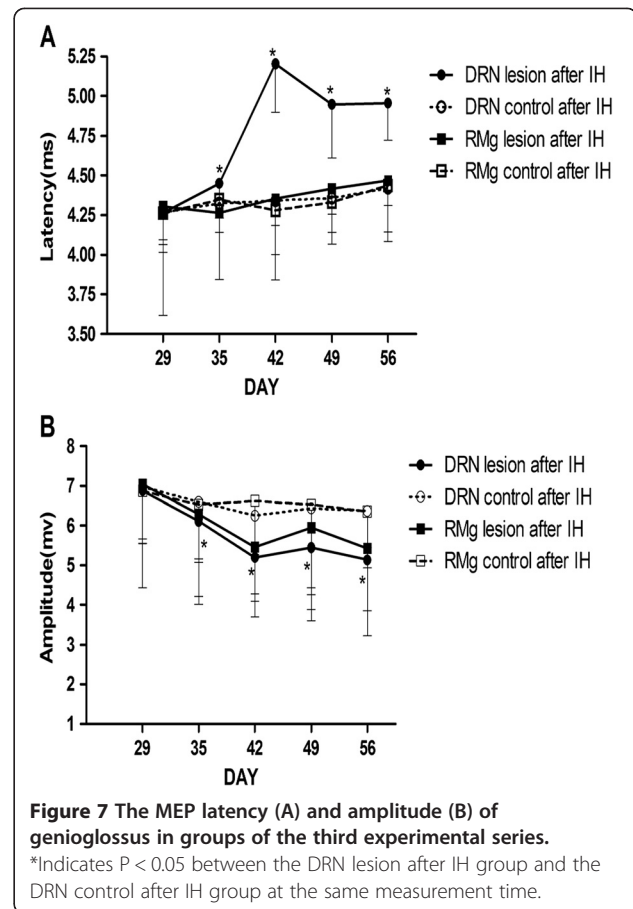 A
Latency(ms)
5.25
5.00
4.75
4.50
4.25
4.00
3.75
3.50
*
*
*
*
29 35 42 49 56
DAY
DRN lesion after IH
DRN control after IH
RMg lesion after IH
RMg control after IH
B
Amplitude(mv)
8
7
6
5
4
3
2
1
*
*
*
*
29 35 42 49 56
DAY
DRN lesion after IH
DRN control after IH
RMg lesion after IH
RMg control after IH
Figure 7 The MEP latency (A) and amplitude (B) of
genioglossus in groups of the third experimental series.
*Indicates P < 0.05 between the DRN lesion after IH group and the
DRN control after IH group at the same measurement time.